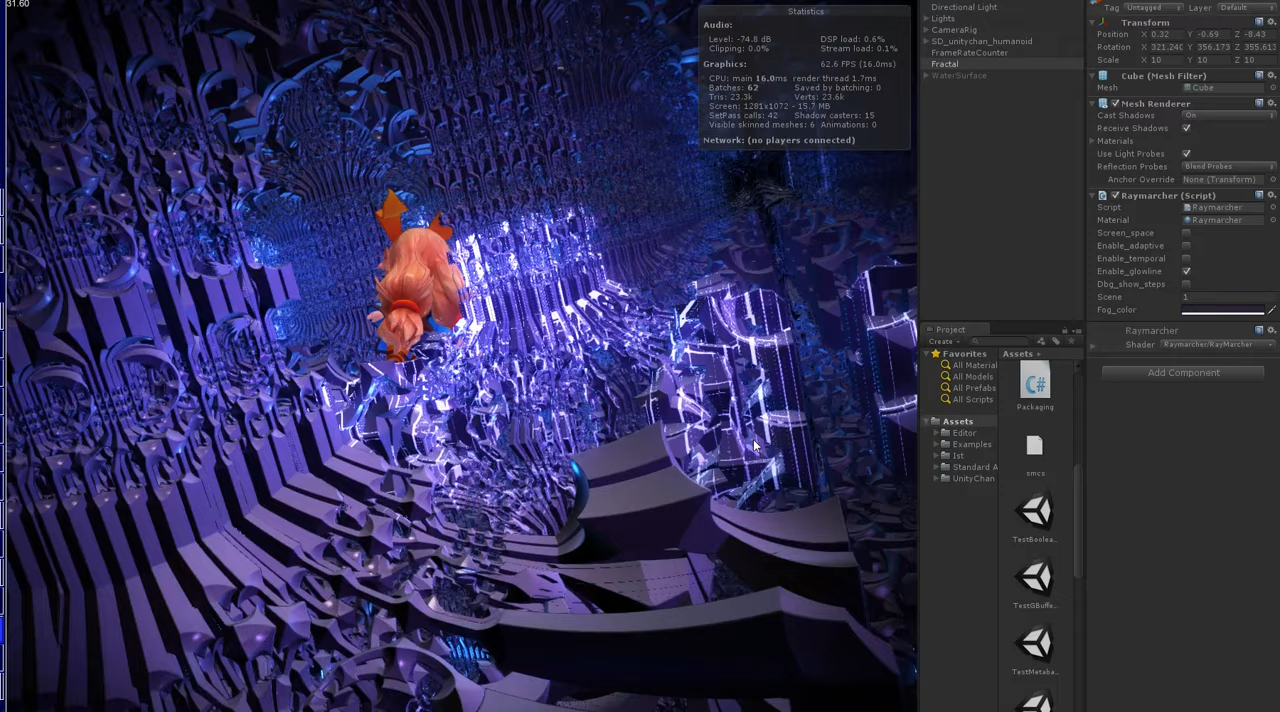 31.60
Statistics
Audio:
Level: -74.8 dB DSP load: 0.6%
Clipping: 0.0% Stream load: 0.1%
Graphics: 62.6 FPS (16.0ms)
CPU: main 16.0ms render thread 1.7ms
Batches: 62 Saved by batching: 0
Tris: 23.3k Verts: 23.6k
Screen: 1281x1072 - 15.7 MB
SetPass calls: 42 Shadow casters: 15
Visible skinned meshes: 6 Animations: 0
Network: (no players connected)
Directional Light
Lights
CameraRig
SD_unitychan_humanoid
FrameRateCounter
Fractal
WaterSurface
Project
Create
Favorites
All Material
All Models
All Prefabs
All Scripts
Assets
Editor
Examples
Ist
Standard A
UnityChan
Assets
C#
Packaging
smcs
TestBoolea...
TestGBuffe...
TestMetaba...
Tag Untagged Layer Default
Transform
Position X 0.32 Y -0.69 Z -8.43
Rotation X 321.240 Y 356.173 Z 355.613
Scale X 10 Y 10 Z 10
Cube (Mesh Filter)
Mesh Cube
Mesh Renderer
Cast Shadows On
Receive Shadows
Materials
Use Light Probes
Reflection Probes Blend Probes
Anchor Override None (Transform)
Raymarcher (Script)
Script Raymarcher
Material Raymarcher
Screen_space
Enable_adaptive
Enable_temporal
Enable_glowline
Dbg_show_steps
Scene 1
Fog_color
Raymarcher
Shader Raymarcher/RayMarcher
Add Component